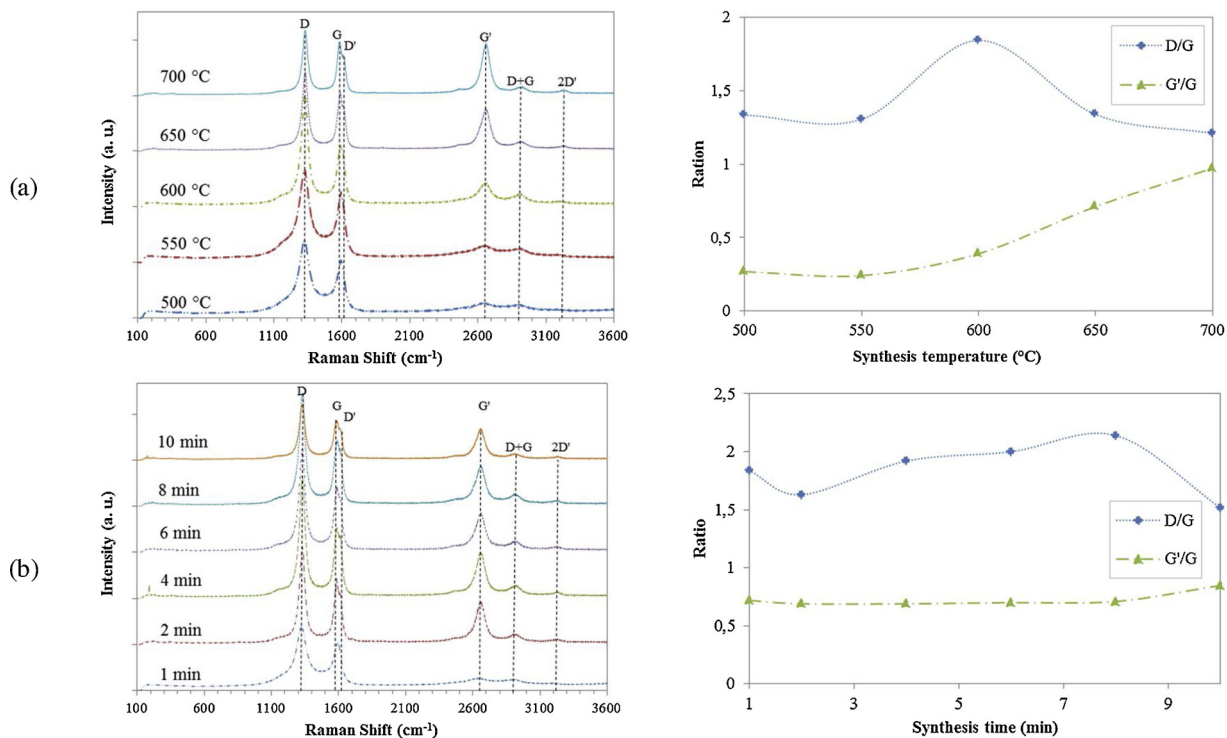 (a)
D
G
D'
G'
D+G
2D'
700 °C
650 °C
600 °C
550 °C
500 °C
Intensity (a. u.)
100 600 1100 1600 2100 2600 3100 3600
Raman Shift (cm-1)
2
1,5
1
0,5
0
Ration
D/G
G'/G
500 550 600 650 700
Synthesis temperature (°C)
(b)
D
G
D'
G'
D+G
2D'
10 min
8 min
6 min
4 min
2 min
1 min
Intensity (a. u.)
100 600 1100 1600 2100 2600 3100 3600
Raman Shift (cm-1)
2,5
2
1,5
1
0,5
0
Ratio
D/G
G'/G
1 3 5 7 9
Synthesis time (min)